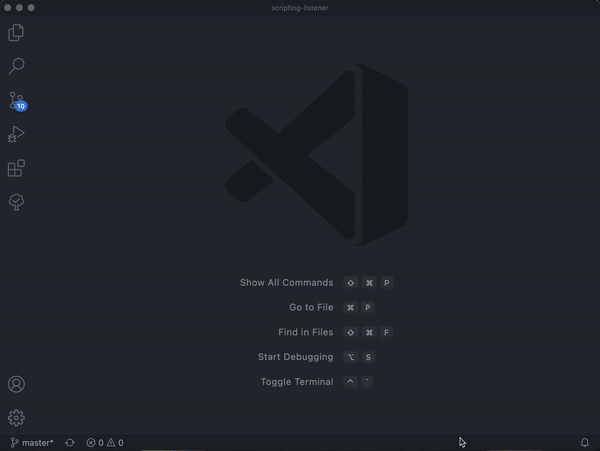 scripting-listener
10
Show All Commands ⇧ ⌘ P
Go to File ⌘ P
Find in Files ⇧ ⌘ F
Start Debugging ⌥ S
Toggle Terminal ^ `
master* 0 0